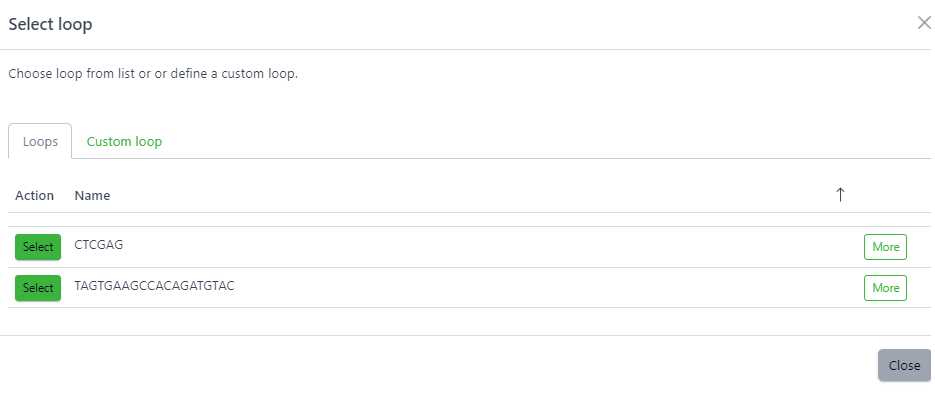 Select loop
Choose loop from list or or define a custom loop.
Loops Custom loop
Action Name
Select CTCGAG More
Select TAGTGAAGCCACAGATGTAC More
Close